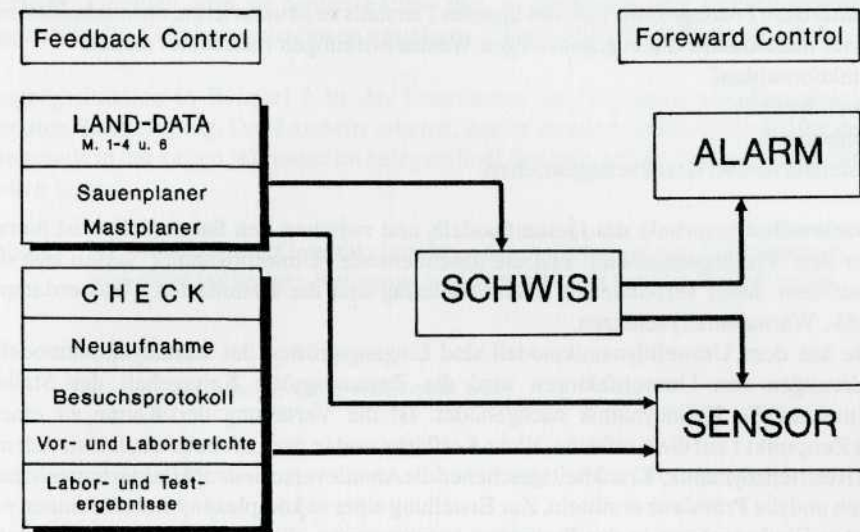 Feedback Control
Foreward Control
LAND-DATA
M. 1-4 u. 6
Sauenplaner
Mastplaner
ALARM
SCHWISI
CHECK
Neuaufnahme
Besuchsprotokoll
Vor- und Laborberichte
Labor- und Test-
ergebnisse
SENSOR